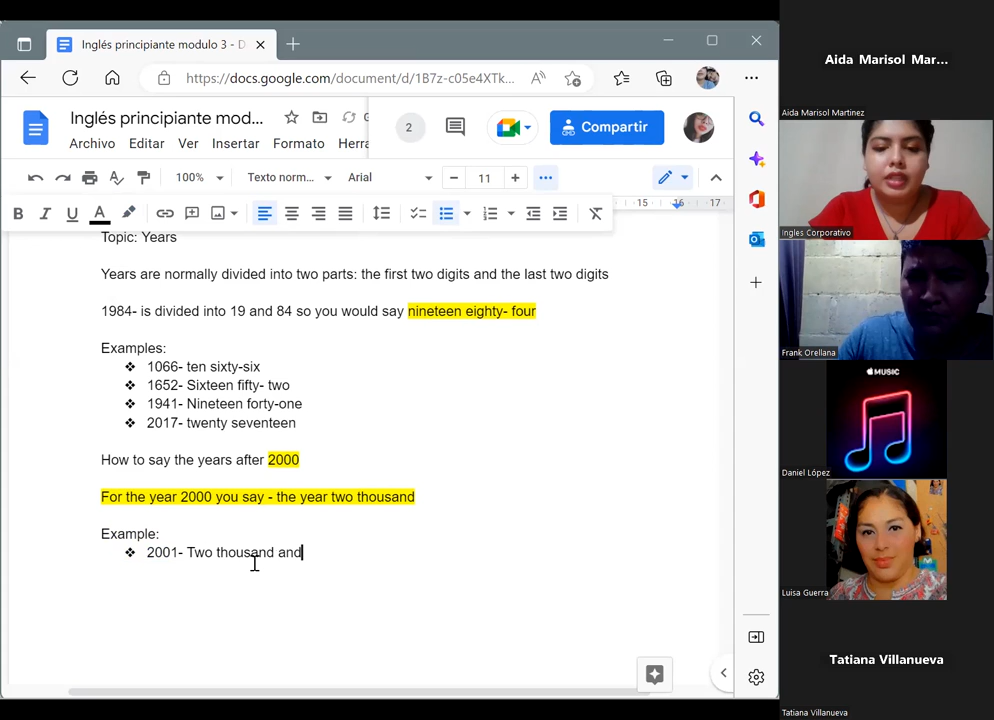 Inglés principiante modulo 3 - D
https://docs.google.com/document/d/1B7z-c05e4XTk...
Inglés principiante mod...
2
Compartir
Archivo Editar Ver Insertar Formato Herra
100% Texto norm... Arial 11
15 16 17
Topic: Years
Years are normally divided into two parts: the first two digits and the last two digits
1984- is divided into 19 and 84 so you would say nineteen eighty- four
Examples:
1066- ten sixty-six
1652- Sixteen fifty- two
1941- Nineteen forty-one
2017- twenty seventeen
How to say the years after 2000
For the year 2000 you say - the year two thousand
Example:
2001- Two thousand and
Aida Marisol Mar...
Aida Marisol Martinez
Ingles Corporativo
Frank Orellana
MUSIC
Daniel López
Luisa Guerra
Tatiana Villanueva
Tatiana Villanueva